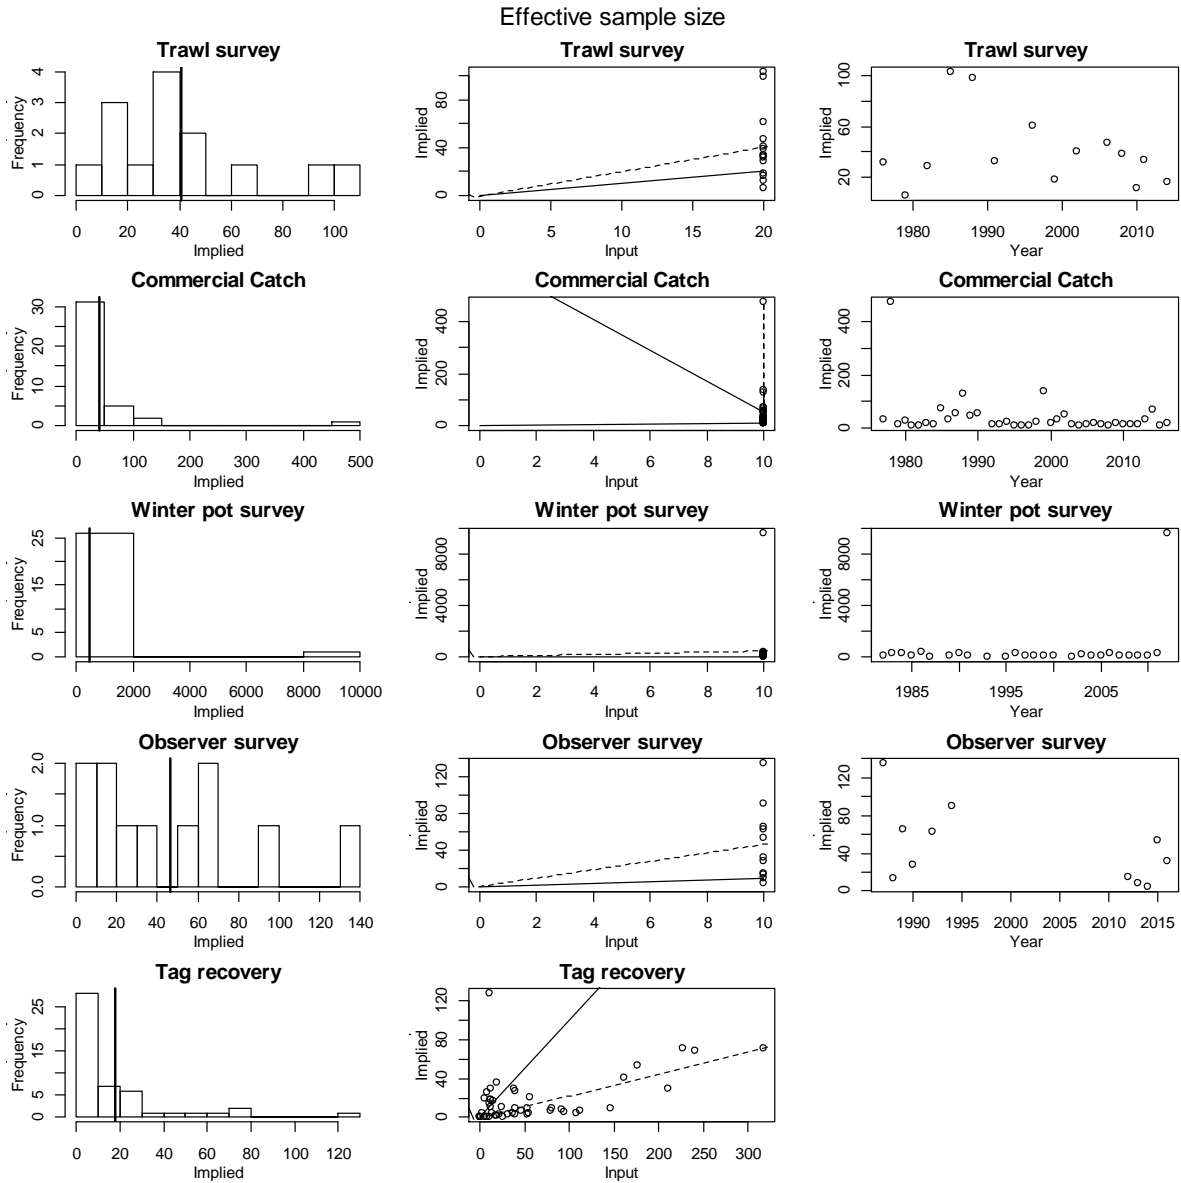 Effective sample size
Trawl survey
Frequency
0 1 2 3 4
0 20 40 60 80 100
Implied
Trawl survey
Implied
0 40 80
0 5 10 15 20
Input
Trawl survey
Implied
20 60 100
1980 1990 2000 2010
Year
Commercial Catch
Frequency
0 10 20 30
0 100 200 300 400 500
Implied
Commercial Catch
Implied
0 200 400
0 2 4 6 8 10
Input
Commercial Catch
Implied
0 200 400
1980 1990 2000 2010
Year
Winter pot survey
Frequency
0 5 15 25
0 2000 4000 6000 8000 10000
Implied
Winter pot survey
Implied
0 4000 8000
0 2 4 6 8 10
Input
Winter pot survey
Implied
0 4000 8000
1985 1995 2005
Year
Observer survey
Frequency
0.0 1.0 2.0
0 20 40 60 80 100 120 140
Implied
Observer survey
Implied
0 40 80 120
0 2 4 6 8 10
Input
Observer survey
Implied
0 40 80 120
1990 1995 2000 2005 2010 2015
Year
Tag recovery
Frequency
0 5 15 25
0 20 40 60 80 100 120
Implied
Tag recovery
Implied
0 40 80 120
0 50 100 150 200 250 300
Input